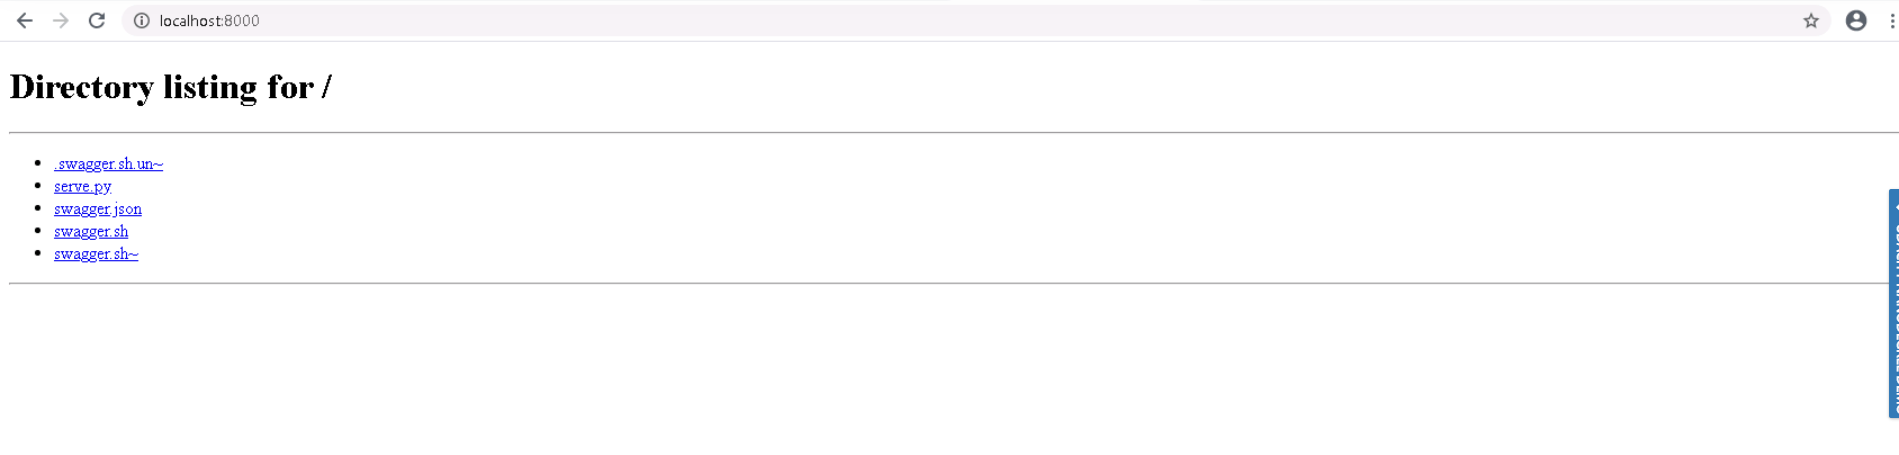 localhost:8000
Directory listing for /
.swagger.sh.un~
serve.py
swagger.json
swagger.sh
swagger.sh~